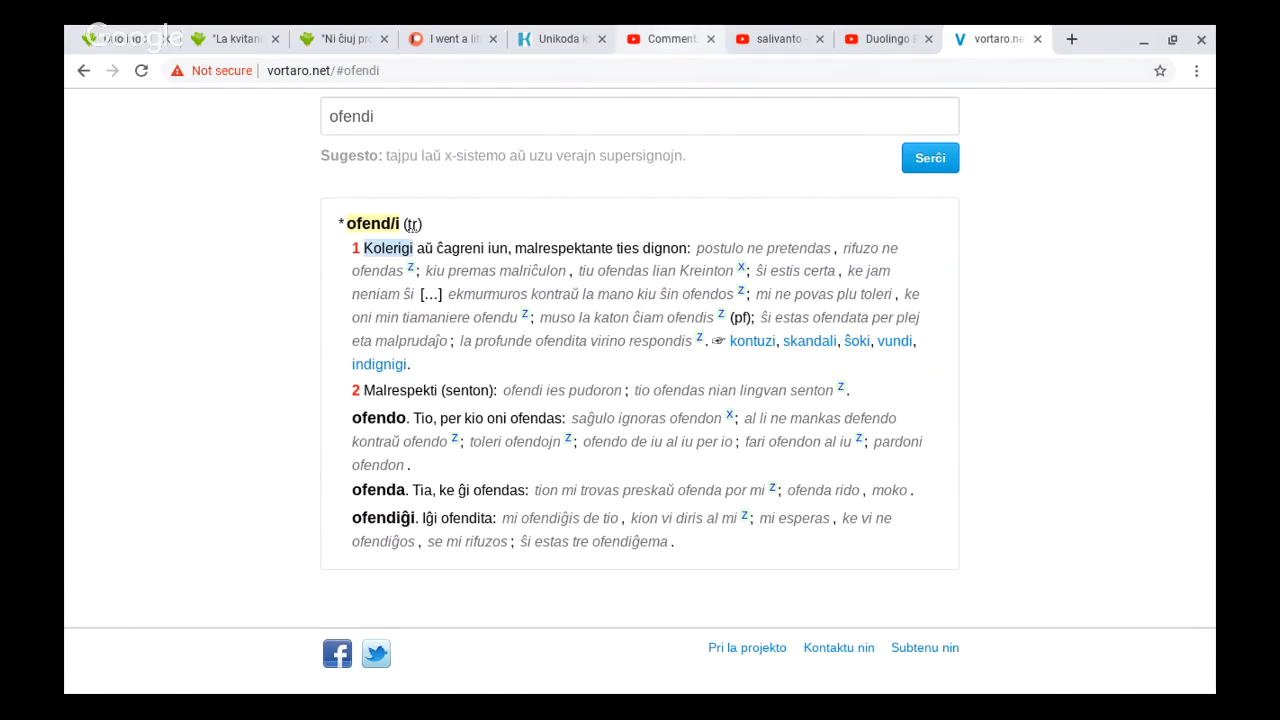 Google
"La kvitan
"Ni ĉiuj pro
I went a lit
Unikoda k
Comment
salivanto -
Duolingo E
vortaro.ne
Not secure
vortaro.net/#ofendi
ofendi
Sugesto: tajpu laŭ x-sistemo aŭ uzu verajn supersignojn.
Serĉi
* ofend/i (tr)
1 Kolerigi aŭ ĉagreni iun, malrespektante ties dignon: postulo ne pretendas, rifuzo ne
ofendas z; kiu premas malriĉulon, tiu ofendas lian Kreinton x; ŝi estis certa, ke jam
neniam ŝi […] ekmurmuros kontraŭ la mano kiu ŝin ofendos z; mi ne povas plu toleri, ke
oni min tiamaniere ofendu z; muso la katon ĉiam ofendis z (pf); ŝi estas ofendata per plej
eta malprudaĵo; la profunde ofendita virino respondis z. ☞ kontuzi, skandali, ŝoki, vundi,
indignigi.
2 Malrespekti (senton): ofendi ies pudoron; tio ofendas nian lingvan senton z.
ofendo. Tio, per kio oni ofendas: saĝulo ignoras ofendon x; al li ne mankas defendo
kontraŭ ofendo z; toleri ofendojn z; ofendo de iu al iu per io; fari ofendon al iu z; pardoni
ofendon.
ofenda. Tia, ke ĝi ofendas: tion mi trovas preskaŭ ofenda por mi z; ofenda rido, moko.
ofendiĝi. Iĝi ofendita: mi ofendiĝis de tio, kion vi diris al mi z; mi esperas, ke vi ne
ofendiĝos, se mi rifuzos; ŝi estas tre ofendiĝema.
Pri la projekto
Kontaktu nin
Subtenu nin